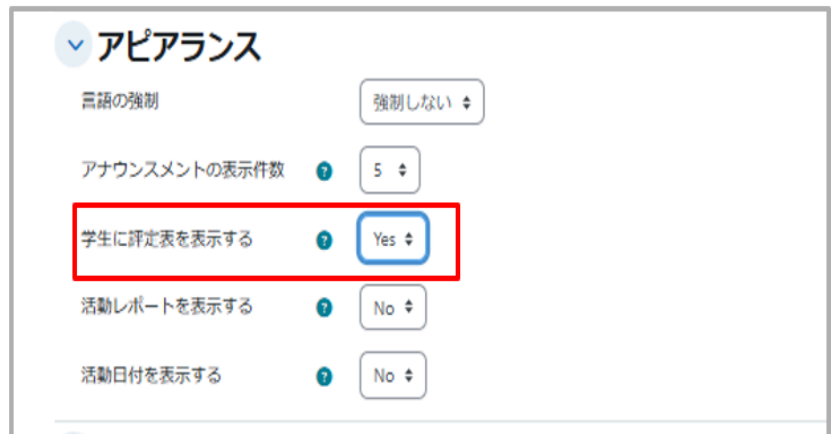 アピアランス
言語の強制 強制しない
アナウンスメントの表示件数 ? 5
学生に評定表を表示する ? Yes
活動レポートを表示する ? No
活動日付を表示する ? No